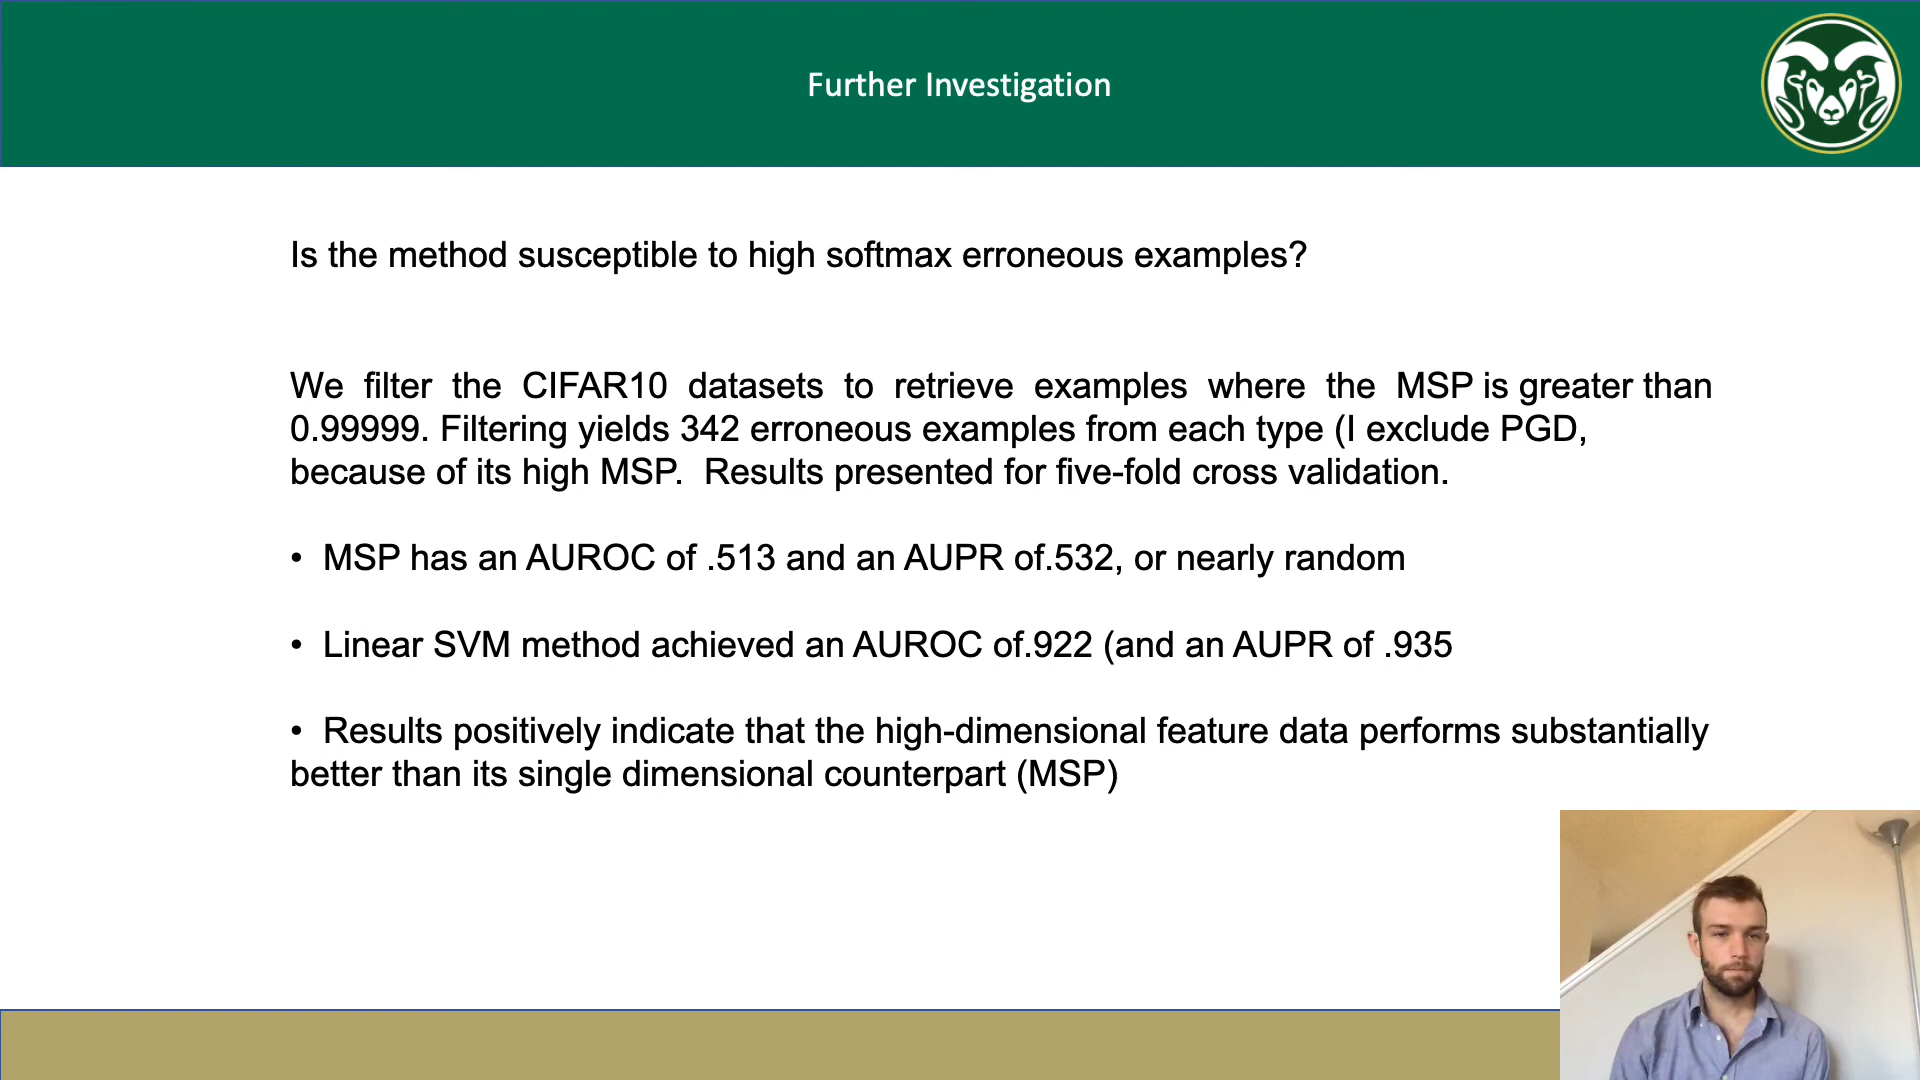 Further Investigation
Is the method susceptible to high softmax erroneous examples?
We filter the CIFAR10 datasets to retrieve examples where the MSP is greater than
0.99999. Filtering yields 342 erroneous examples from each type (I exclude PGD,
because of its high MSP.  Results presented for five-fold cross validation.
• MSP has an AUROC of .513 and an AUPR of.532, or nearly random
• Linear SVM method achieved an AUROC of.922 (and an AUPR of .935
• Results positively indicate that the high-dimensional feature data performs substantially
better than its single dimensional counterpart (MSP)